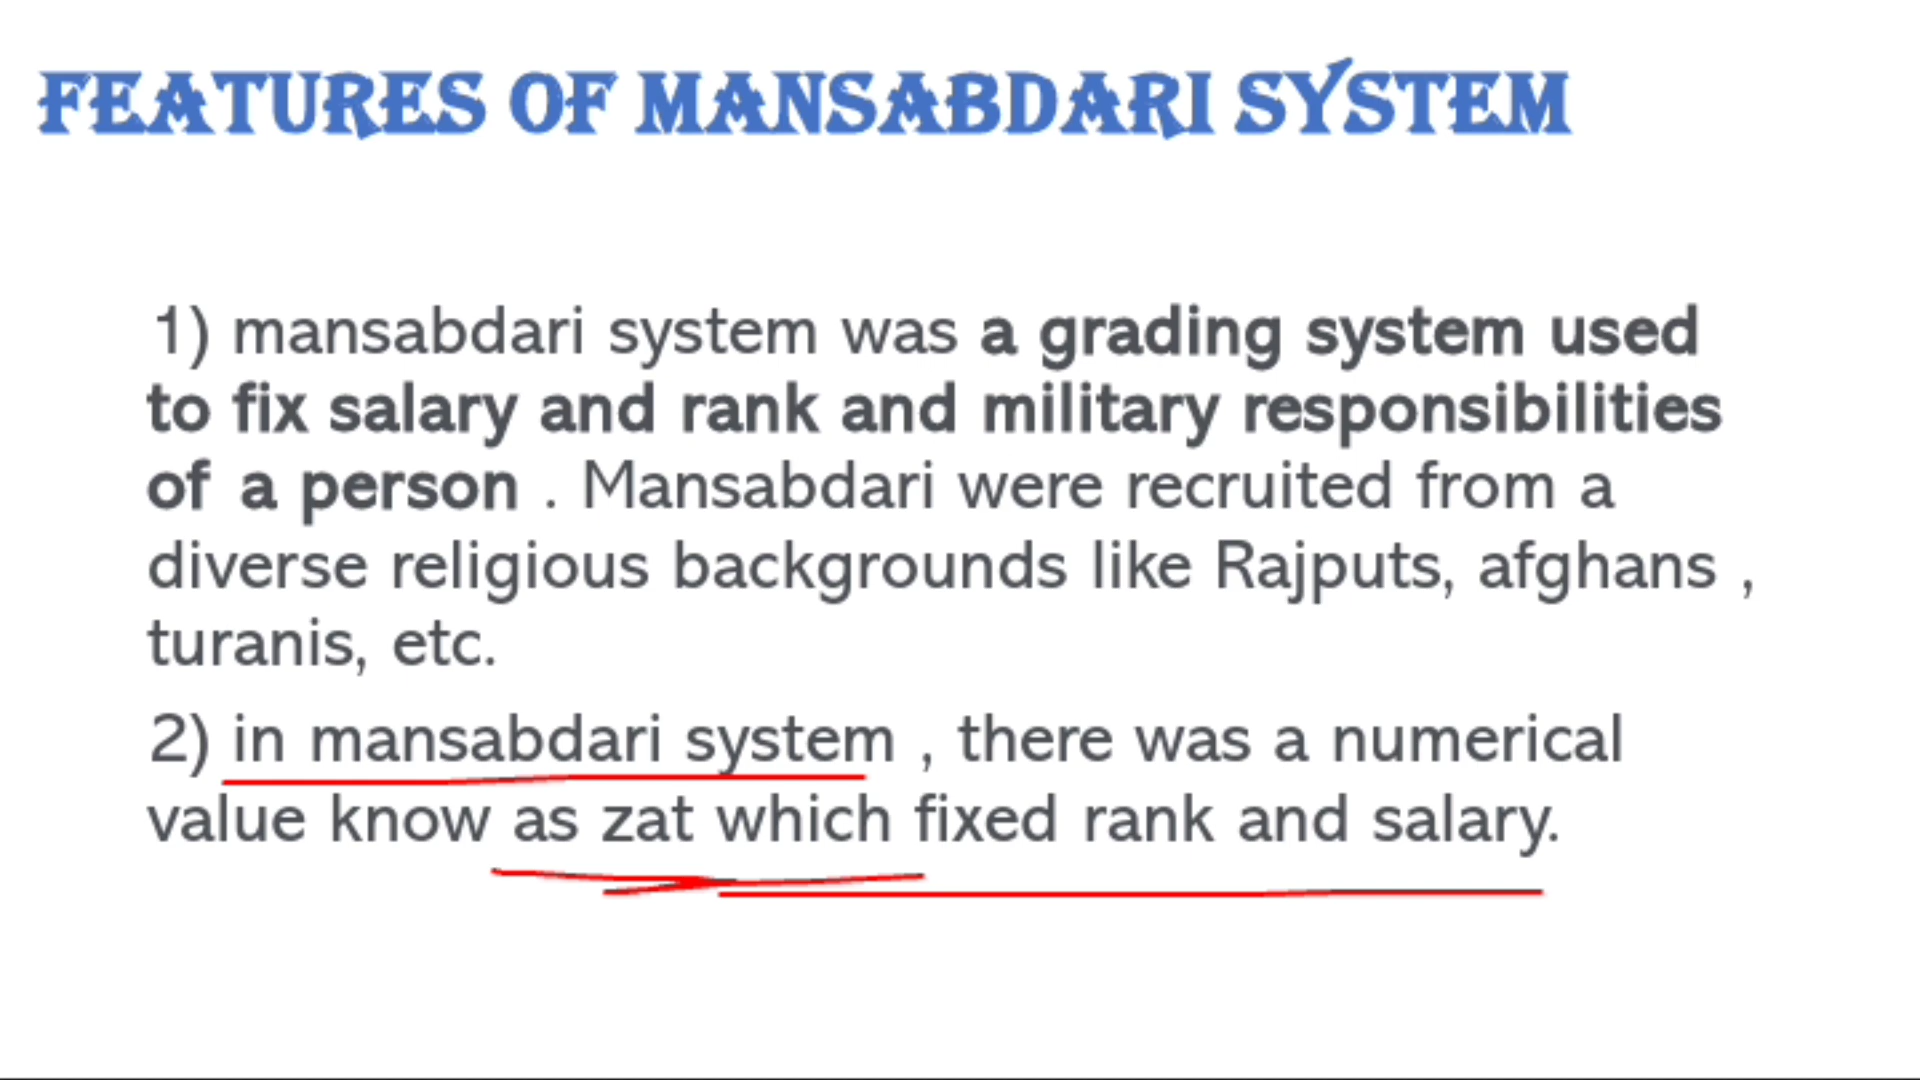 FEATURES OF MANSABDARI SYSTEM
1) mansabdari system was a grading system used
to fix salary and rank and military responsibilities
of a person . Mansabdari were recruited from a
diverse religious backgrounds like Rajputs, afghans ,
turanis, etc.
2) in mansabdari system , there was a numerical
value know as zat which fixed rank and salary.